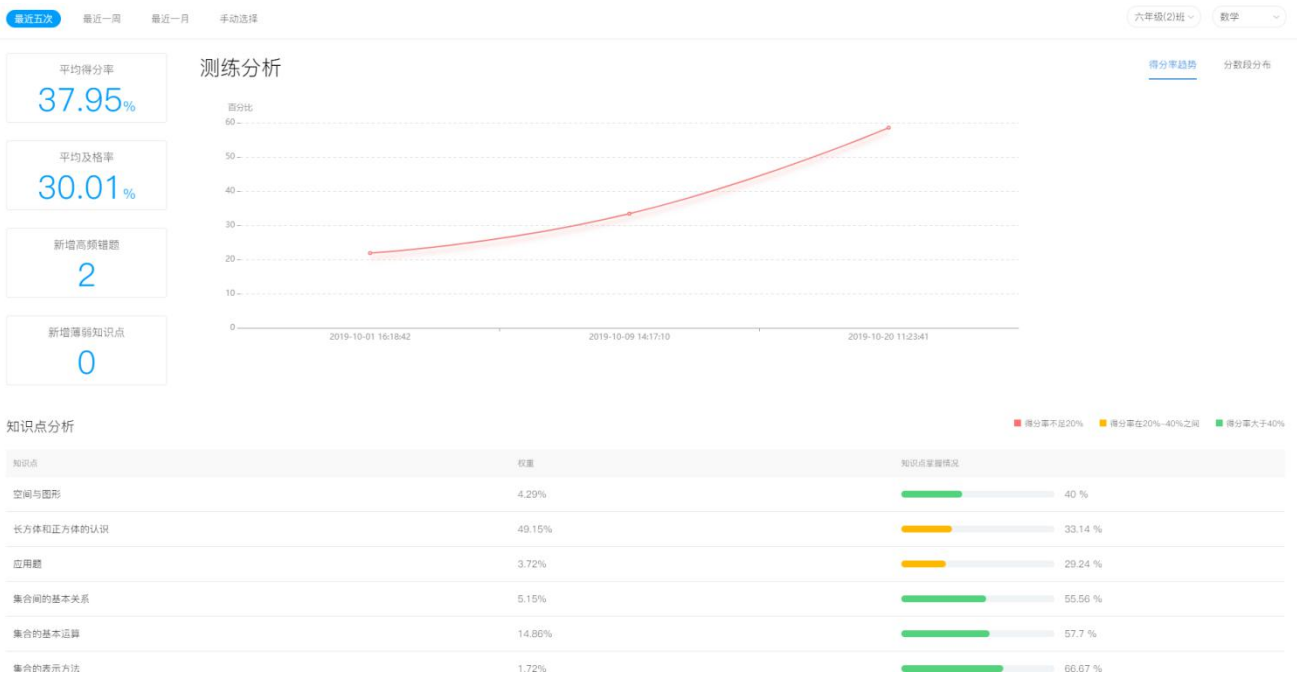 最近五次 最近一周 最近一月 手动选择 六年级(2)班 数学
平均得分率
37.95%
平均及格率
30.01%
新增高频错题
2
新增薄弱知识点
0
测练分析 得分率趋势 分数段分布
百分比
60
50
40
30
20
10
0
2019-10-01 16:18:42 2019-10-09 14:17:10 2019-10-20 11:23:41
知识点分析 得分率不足20% 得分率在20%-40%之间 得分率大于40%
知识点 权重 知识点掌握情况
空间与图形 4.29% 40 %
长方体和正方体的认识 49.15% 33.14 %
应用题 3.72% 29.24 %
集合间的基本关系 5.15% 55.56 %
集合的基本运算 14.86% 57.7 %
集合的表示方法 1.72% 66.67 %